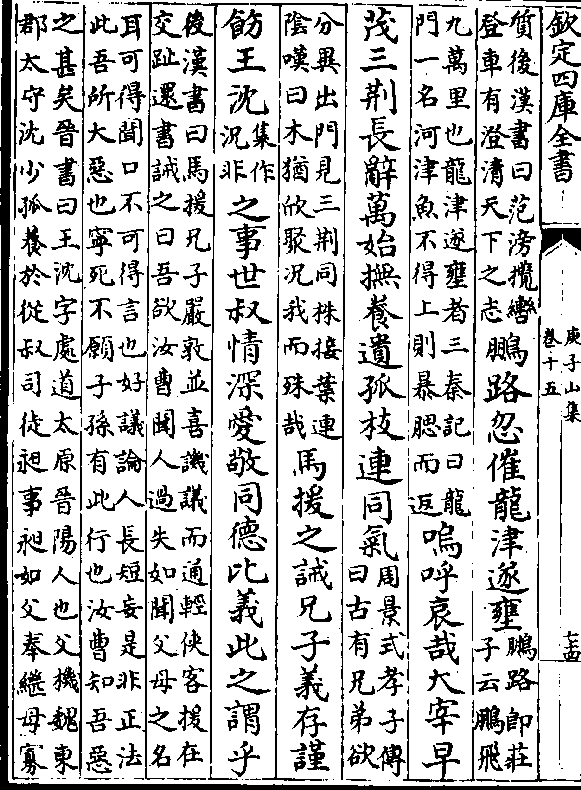 欽定四庫全書
庚子山集
卷十五
質後漢書曰范滂攬轡
登車有澄清天下之志
鵬路忽催龍津遂壅
鵬路即莊
子云鵬飛
九萬里也龍津遂壅者三秦記曰龍
門一名河津魚不得上則暴腮而返
嗚呼哀哉大宰早
茂三荆長辭萬始撫養遺孤枝連同氣
周景式孝子傳
曰古有兄弟欲
分異出門見三荆同株接葉連
陰嘆曰木猶欣聚況我而殊哉
馬援之誡兄子義存謹
飭王沈
集作
況非
之事世叔情深愛敬同德比義此之謂乎
後漢書曰馬援兄子嚴敦並喜譏議而通輕俠客援在
交趾還書誡之曰吾欲汝曹聞人過失如聞父母之名
耳可得聞口不可得言也好議論人長短妄是非正法
此吾所大惡也寧死不願子孫有此行也汝曹知吾惡
之甚矣晉書曰王沈字處道太原晉陽人也父機魏東
郡太守沈少孤養於從叔司徒昶事昶如父奉繼母寡